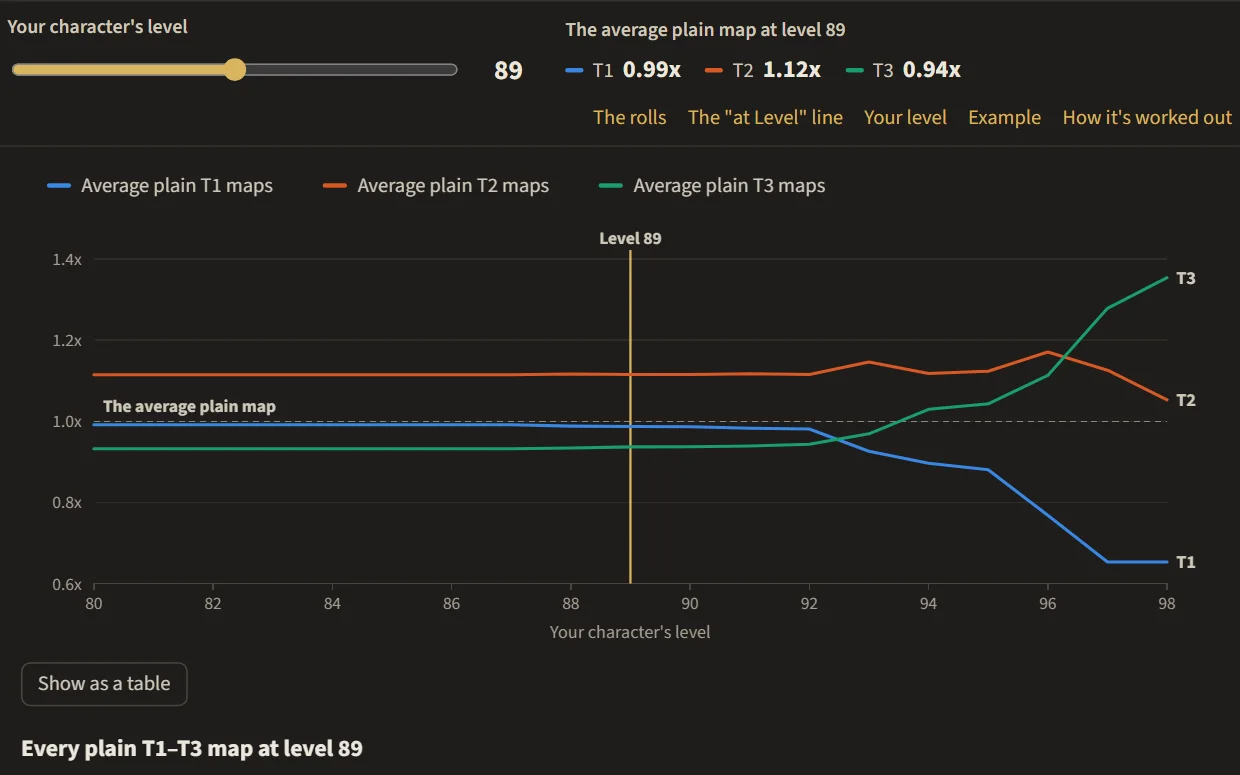 Your character's level
89
The average plain map at level 89
T1 0.99x T2 1.12x T3 0.94x
The rolls The "at Level" line Your level Example How it's worked out
Average plain T1 maps Average plain T2 maps Average plain T3 maps
Level 89
1.4x
T3
1.2x
The average plain map
T2
1.0x
0.8x
T1
0.6x
80 82 84 86 88 90 92 94 96 98
Your character's level
Show as a table
Every plain T1–T3 map at level 89